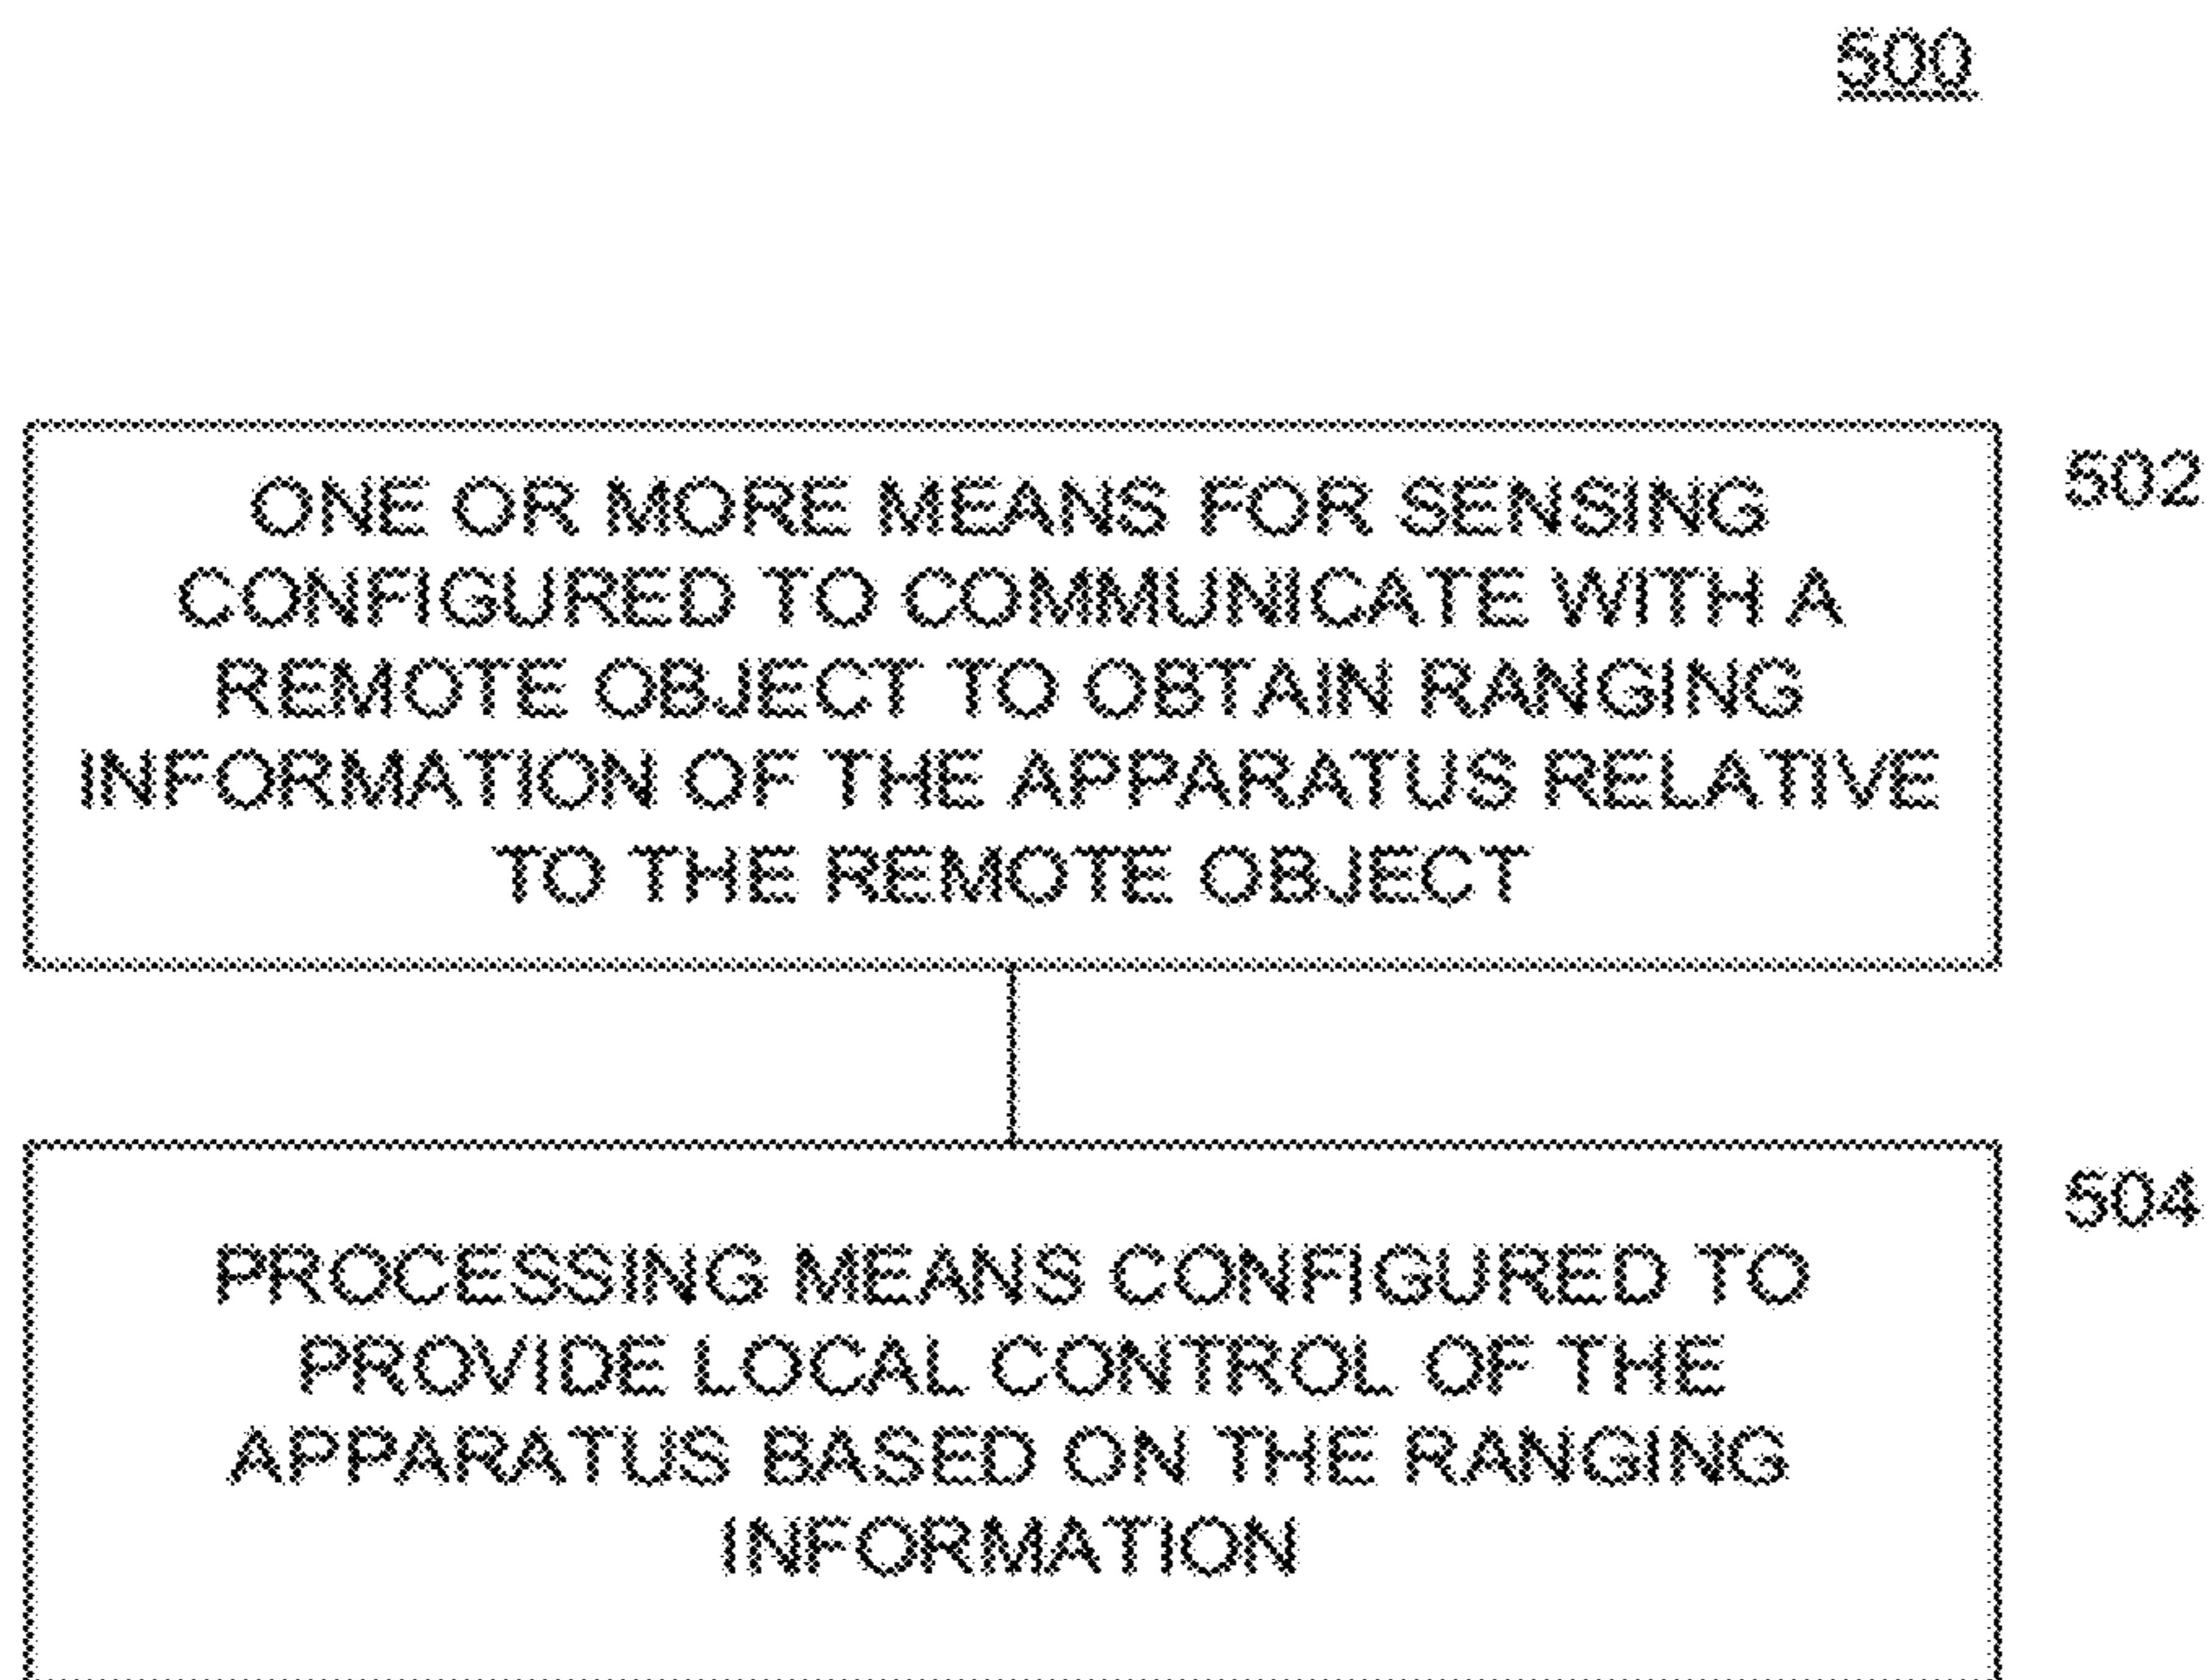 500
ONE OR MORE MEANS FOR SENSING
502
CONFIGURED TO COMMUNICATE WITH A
REMOTE OBJECT TO OBTAIN RANGING
INFORMATION OF THE APPARATUS RELATIVE
TO THE REMOTE OBJECT
504
PROCESSING MEANS CONFIGURED TO
PROVIDE LOCAL CONTROL OF THE
APPARATUS BASED ON THE RANGING
INFORMATION